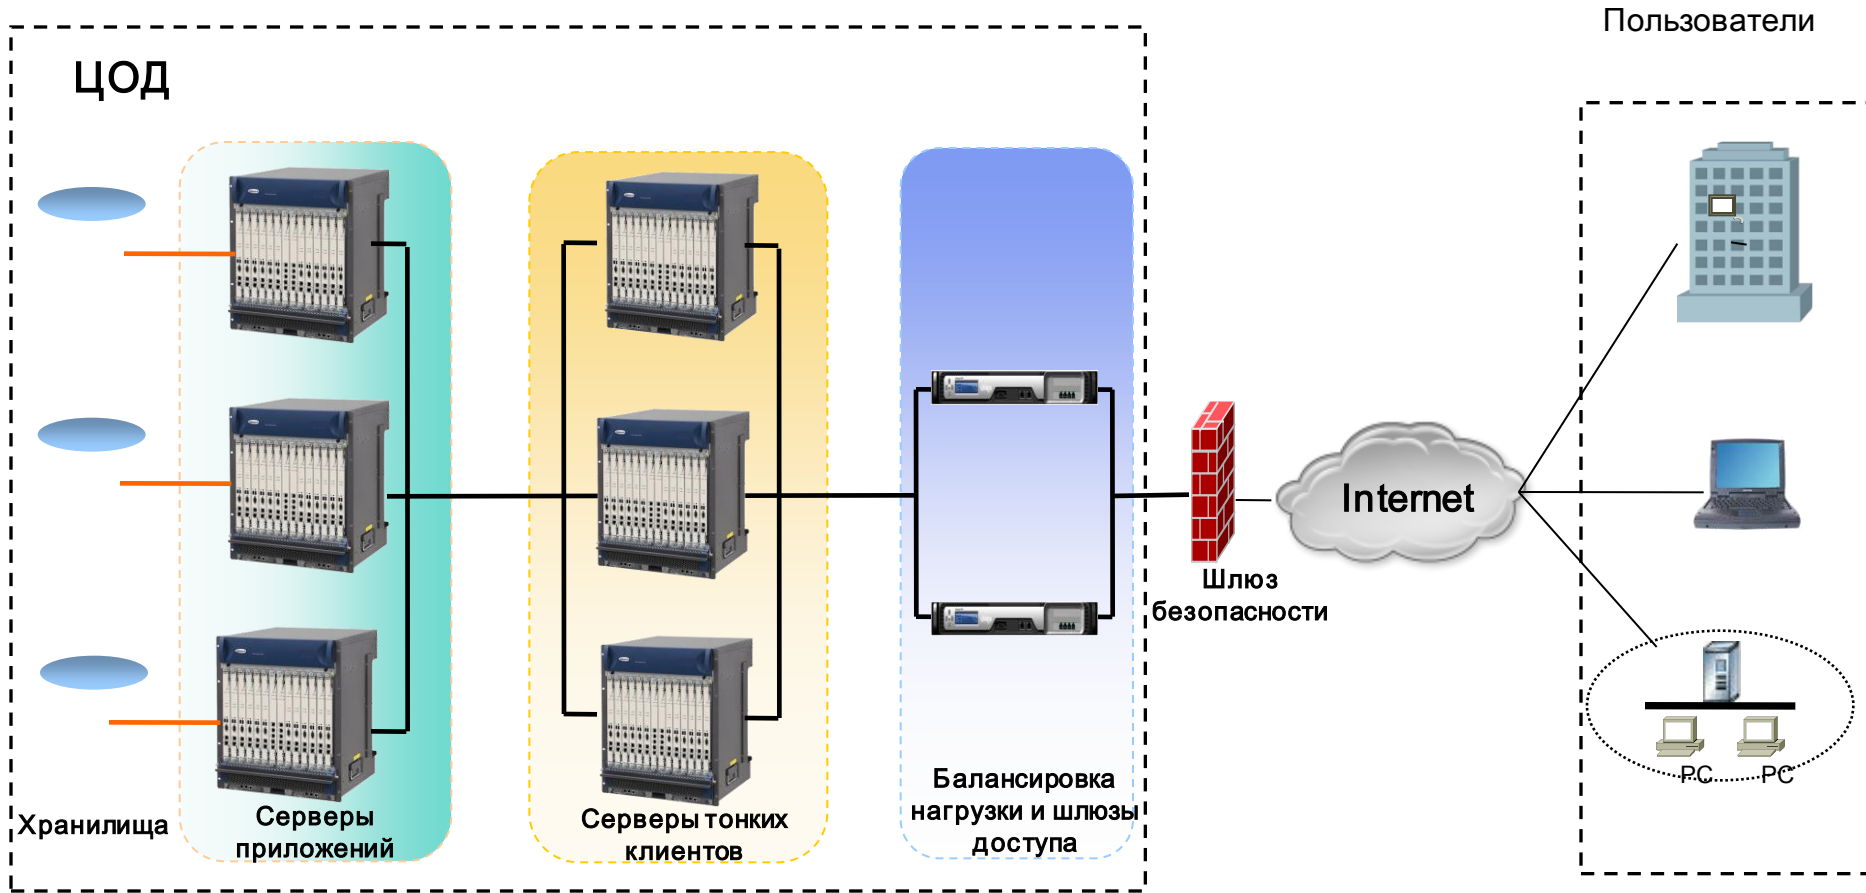 Пользователи
ЦОД
Internet
Шлюз
безопасности
PC PC
Хранилища
Серверы
приложений
Серверы тонких
клиентов
Балансировка
нагрузки и шлюзы
доступа